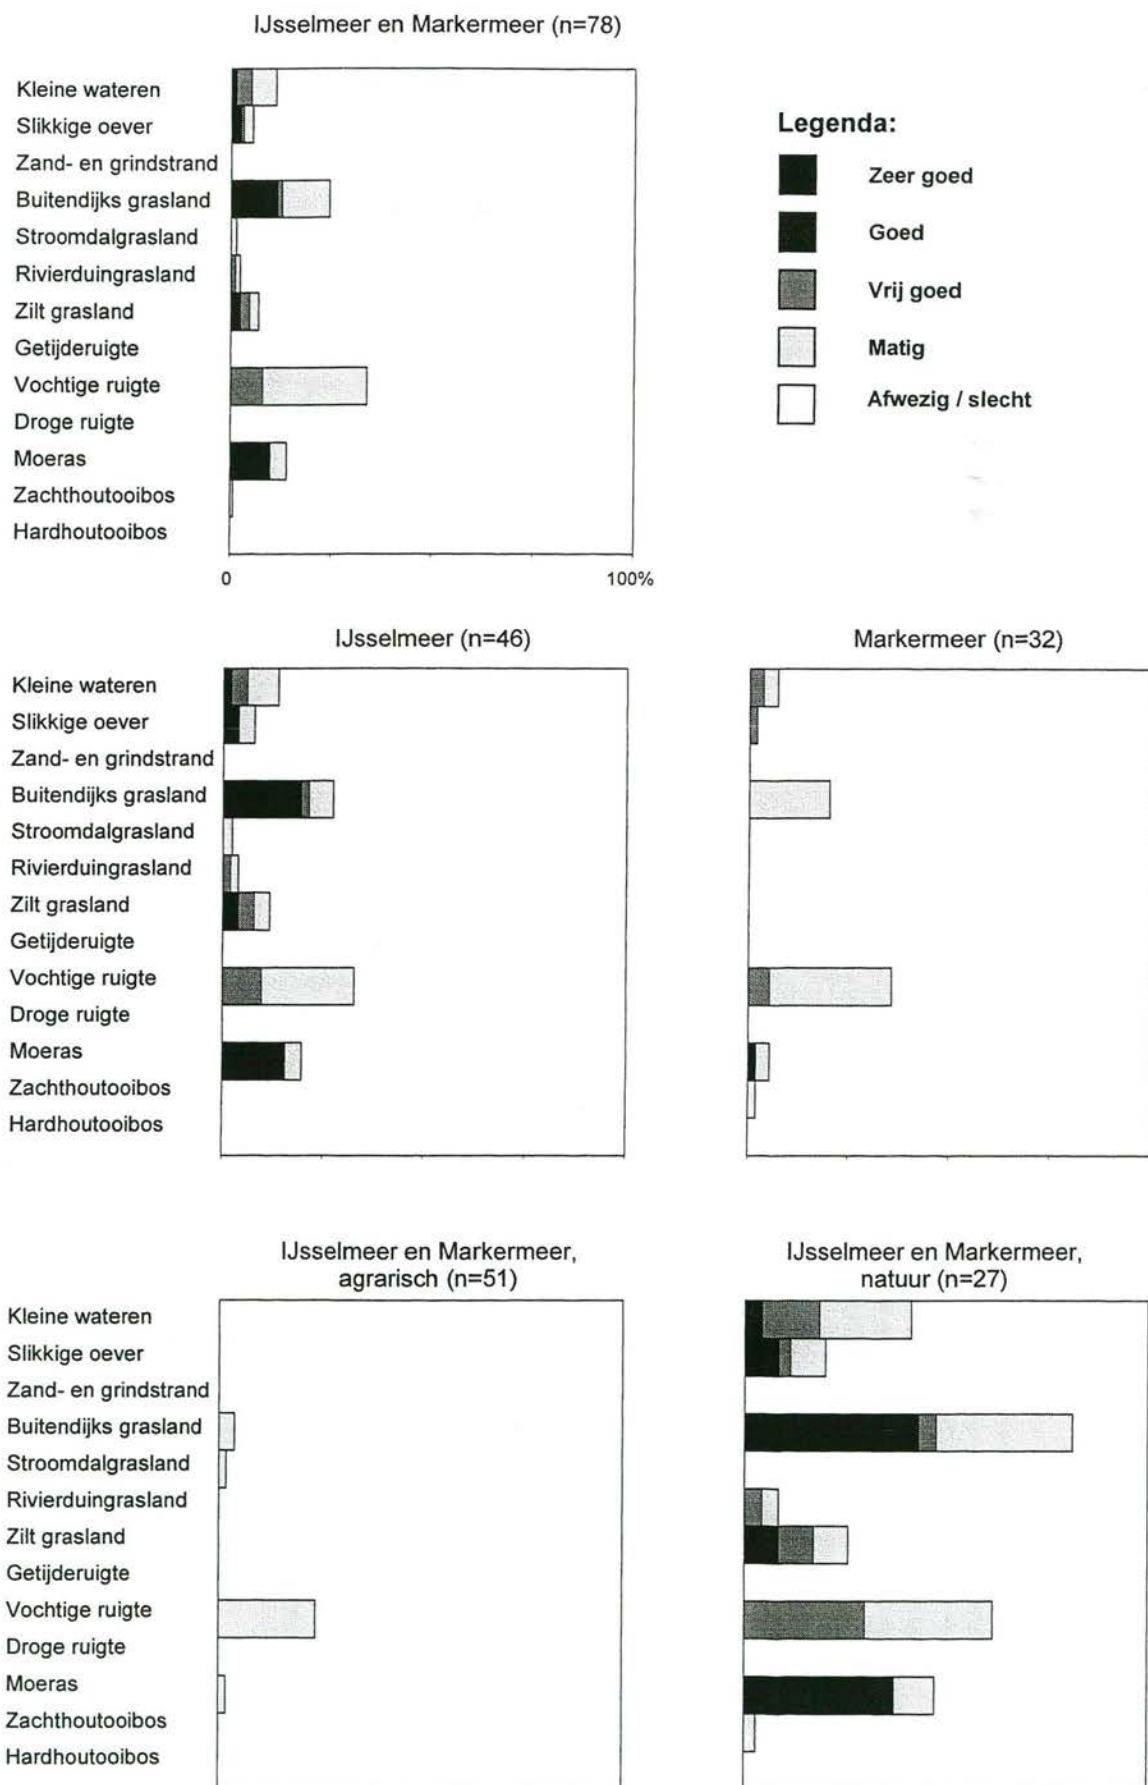 IJsselmeer en Markermeer (n=78)
Kleine wateren
Slikkige oever
Zand- en grindstrand
Buitendijks grasland
Stroomdalgrasland
Rivierduingrasland
Zilt grasland
Getijderuigte
Vochtige ruigte
Droge ruigte
Moeras
Zachthoutooibos
Hardhoutooibos
0 100%
Legenda:
Zeer goed
Goed
Vrij goed
Matig
Afwezig / slecht
IJsselmeer (n=46)
Kleine wateren
Slikkige oever
Zand- en grindstrand
Buitendijks grasland
Stroomdalgrasland
Rivierduingrasland
Zilt grasland
Getijderuigte
Vochtige ruigte
Droge ruigte
Moeras
Zachthoutooibos
Hardhoutooibos
Markermeer (n=32)
IJsselmeer en Markermeer,
agrarisch (n=51)
Kleine wateren
Slikkige oever
Zand- en grindstrand
Buitendijks grasland
Stroomdalgrasland
Rivierduingrasland
Zilt grasland
Getijderuigte
Vochtige ruigte
Droge ruigte
Moeras
Zachthoutooibos
Hardhoutooibos
IJsselmeer en Markermeer,
natuur (n=27)